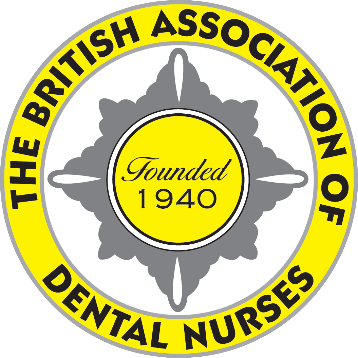 THE BRITISH ASSOCIATION OF
DENTAL NURSES
Founded
1940